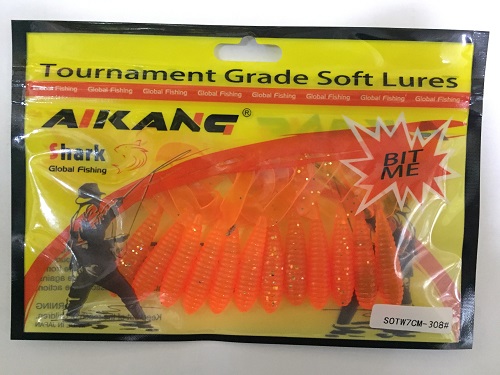 Tournament Grade Soft Lures
Global Fishing Global Fishing Global Fishing Global Fishing Global Fishing Global Fishing Global Fishing Global Fishing
AIKANG®
Shark
Global Fishing
BIT
ME
SOTW7CM-308#